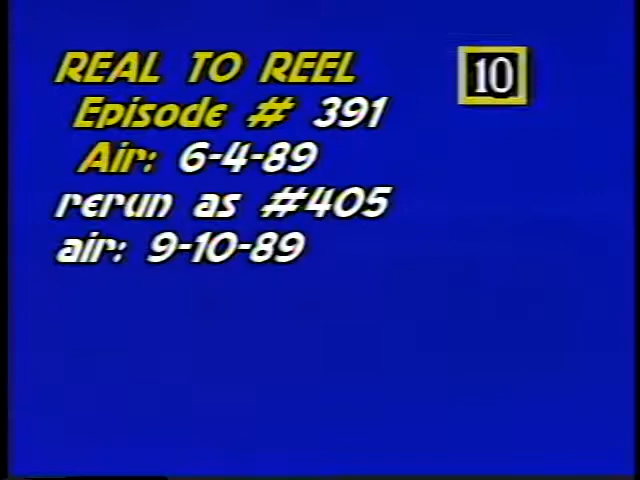 REAL TO REEL
10
Episode # 391
Air: 6-4-89
rerun as #405
air: 9-10-89